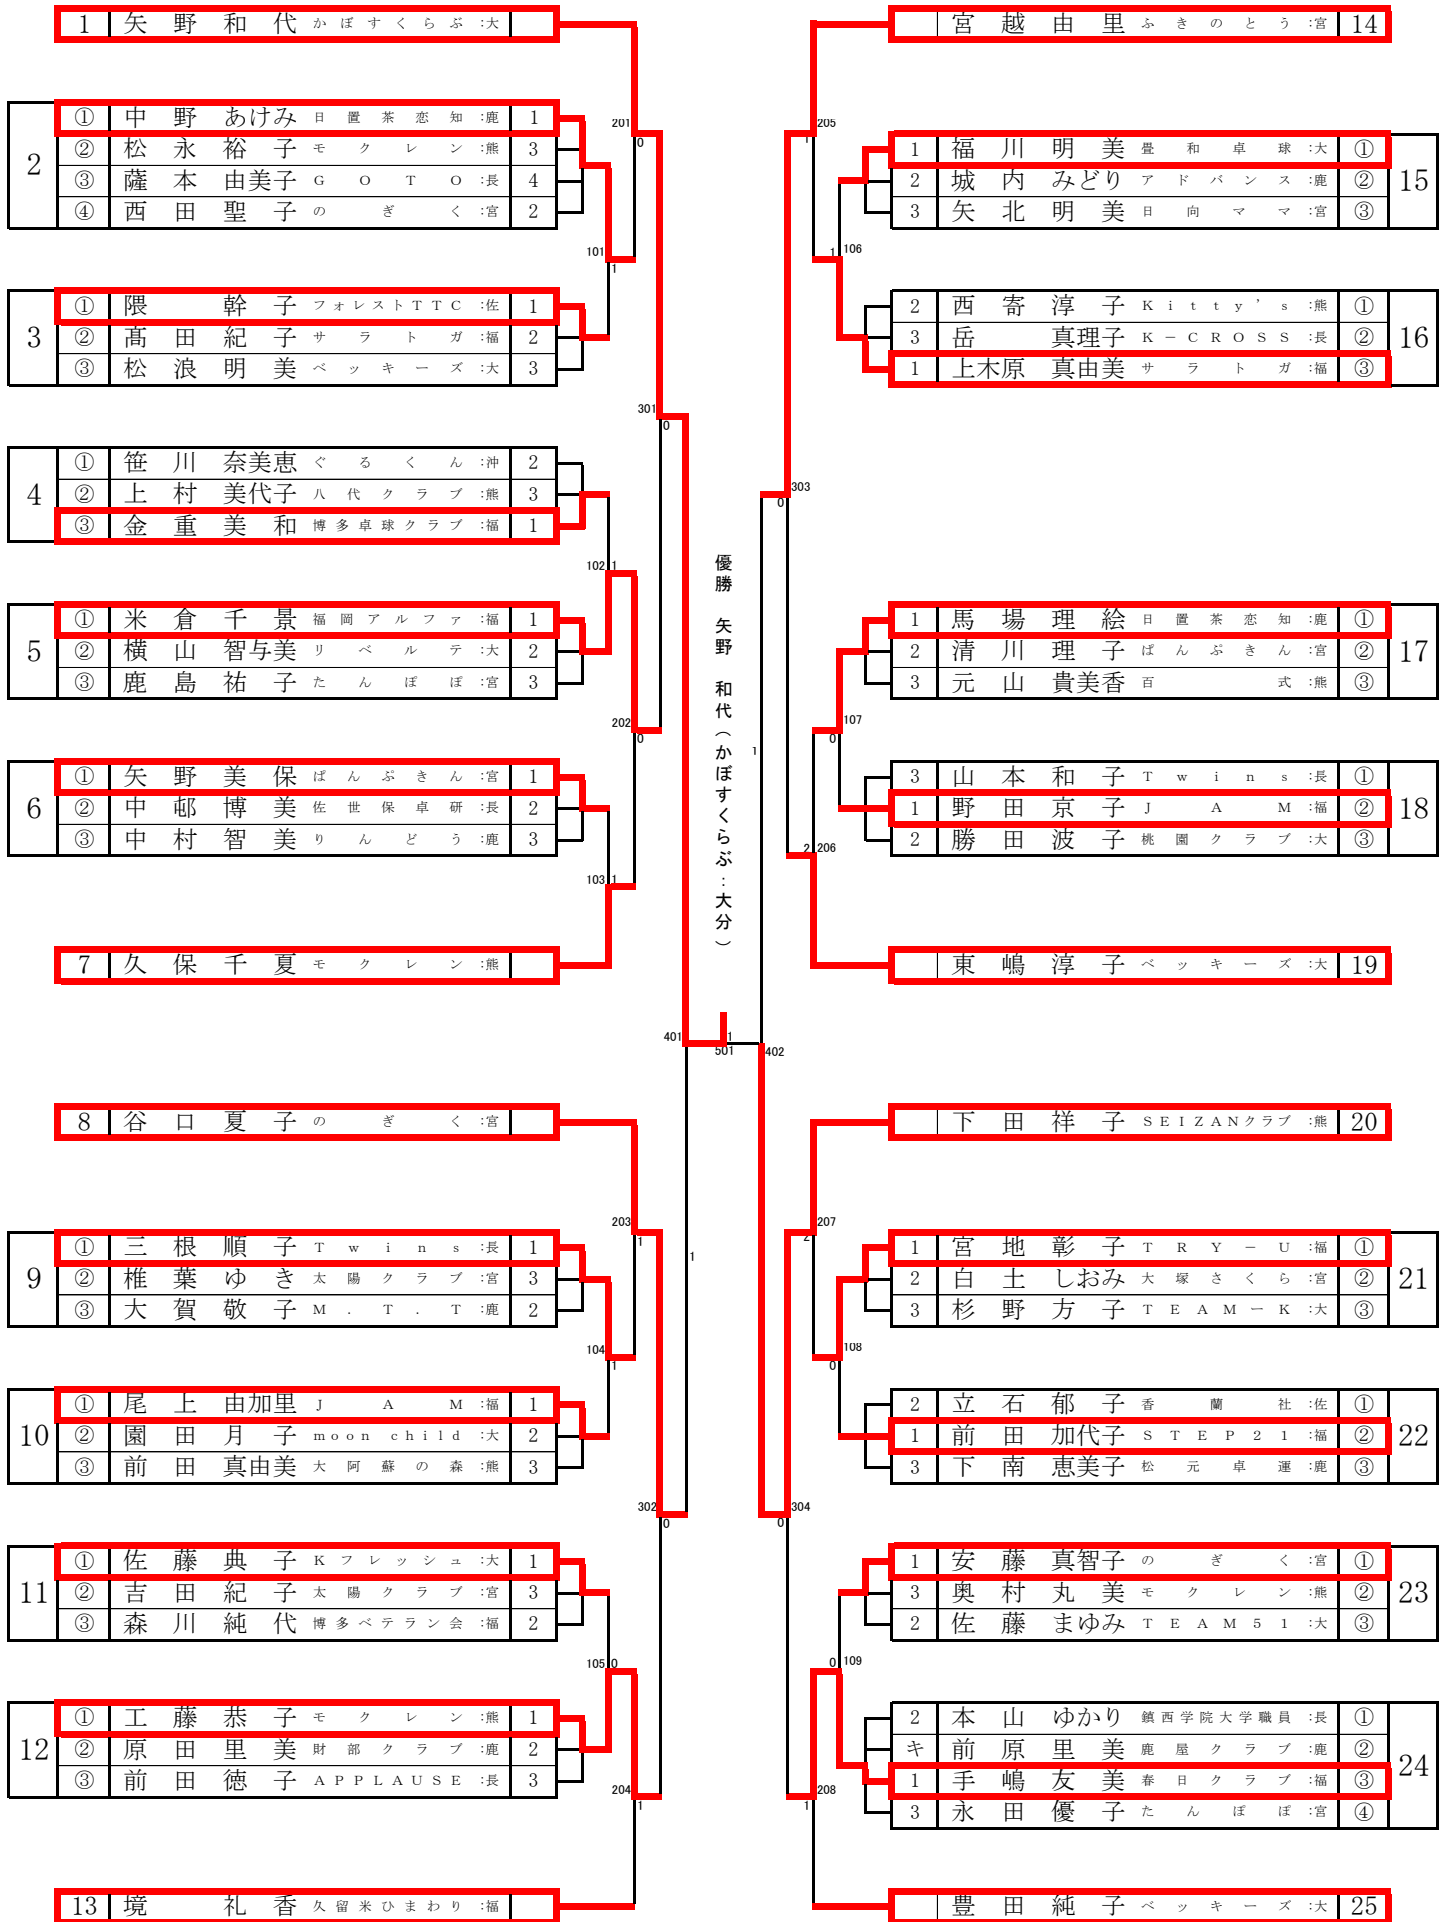 1 矢野和代 かぼすくらぶ :大
2
① 中野あけみ 日置茶恋知 :鹿 1
② 松永裕子 モクレン :熊 3
③ 薩本由美子 GOTO :長 4
④ 西田聖子 のぎく :宮 2
201
0
101
1
3
① 隈幹子 フォレストTTC :佐 1
② 髙田紀子 サラトガ :福 2
③ 松浪明美 ベッキーズ :大 3
301
0
4
① 笹川奈美恵 ぐるくん :沖 2
② 上村美代子 八代クラブ :熊 3
③ 金重美和 博多卓球クラブ :福 1
102
1
5
① 米倉千景 福岡アルファ :福 1
② 横山智与美 リベルテ :大 2
③ 鹿島祐子 たんぽぽ :宮 3
202
0
6
① 矢野美保 ぱんぷきん :宮 1
② 中邨博美 佐世保卓研 :長 2
③ 中村智美 りんどう :鹿 3
103
1
7 久保千夏 モクレン :熊
401
1
8 谷口夏子 のぎく :宮
203
1
9
① 三根順子 Twins :長 1
② 椎葉ゆき 太陽クラブ :宮 3
③ 大賀敬子 M.T.T :鹿 2
104
1
10
① 尾上由加里 JAM :福 1
② 園田月子 moon child :大 2
③ 前田真由美 大阿蘇の森 :熊 3
302
0
11
① 佐藤典子 Kフレッシュ :大 1
② 吉田紀子 太陽クラブ :宮 3
③ 森川純代 博多ベテラン会 :福 2
105
0
12
① 工藤恭子 モクレン :熊 1
② 原田里美 財部クラブ :鹿 2
③ 前田徳子 APPLAUSE :長 3
204
1
13 境礼香 久留米ひまわり :福
優勝 矢野 和代(かぼすくらぶ:大分)
1
501
宮越由里 ふきのとう :宮 14
205
1
1 福川明美 畳和卓球 :大 ①
2 城内みどり アドバンス :鹿 ②
3 矢北明美 日向ママ :宮 ③
15
1
106
2 西寄淳子 Kitty's :熊 ①
3 岳真理子 K-CROSS :長 ②
1 上木原真由美 サラトガ :福 ③
16
303
0
1 馬場理絵 日置茶恋知 :鹿 ①
2 清川理子 ぱんぷきん :宮 ②
3 元山貴美香 百式 :熊 ③
17
107
0
1
3 山本和子 Twins :長 ①
1 野田京子 JAM :福 ②
2 勝田波子 桃園クラブ :大 ③
18
2
206
東嶋淳子 ベッキーズ :大 19
402
下田祥子 SEIZANクラブ :熊 20
207
2
1 宮地彰子 TRY-U :福 ①
2 白土しおみ 大塚さくら :宮 ②
3 杉野方子 TEAM-K :大 ③
21
108
0
2 立石郁子 香蘭社 :佐 ①
1 前田加代子 STEP21 :福 ②
3 下南恵美子 松元卓運 :鹿 ③
22
304
0
1 安藤真智子 のぎく :宮 ①
3 奥村丸美 モクレン :熊 ②
2 佐藤まゆみ TEAM51 :大 ③
23
0
109
2 本山ゆかり 鎮西学院大学職員 :長 ①
キ 前原里美 鹿屋クラブ :鹿 ②
1 手嶋友美 春日クラブ :福 ③
3 永田優子 たんぽぽ :宮 ④
24
208
1
豊田純子 ベッキーズ :大 25